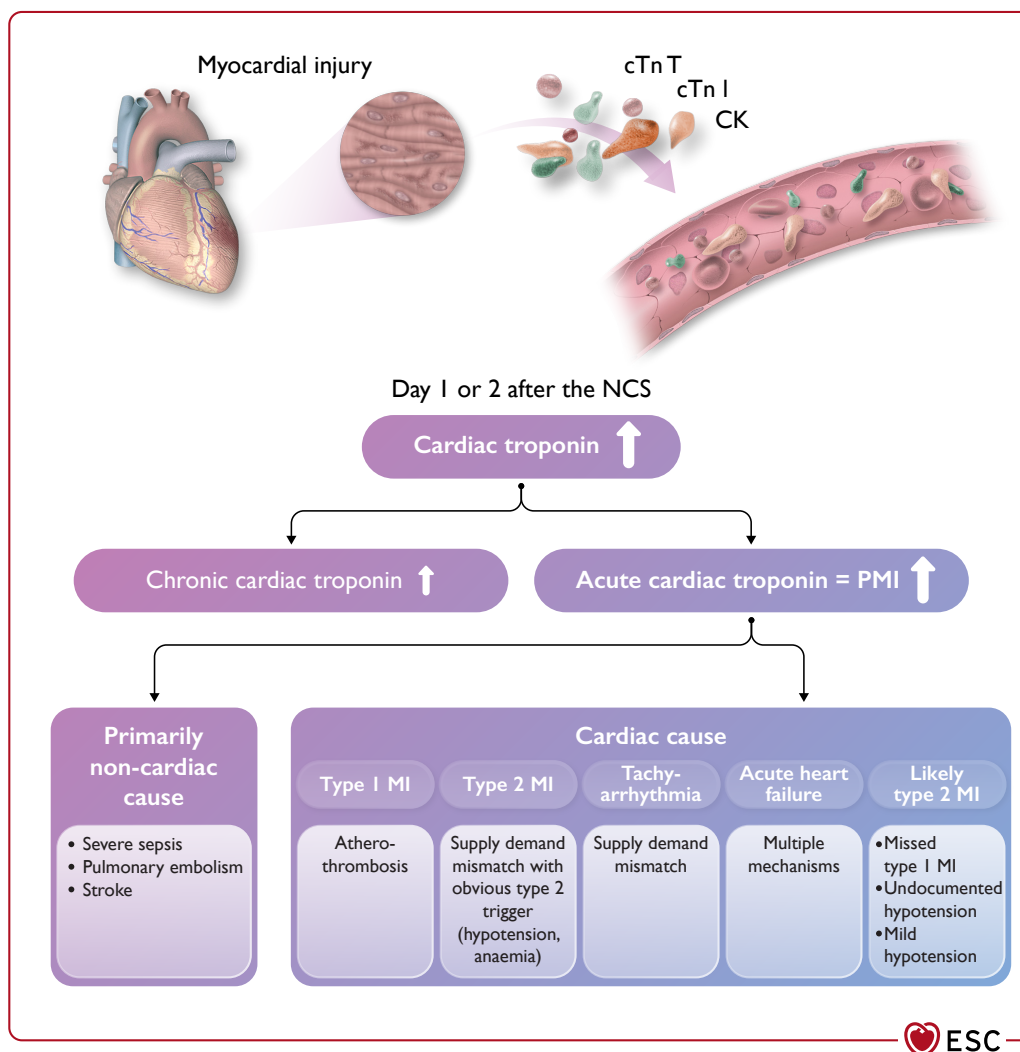 Myocardial injury
cTn T
cTn I
CK
Day 1 or 2 after the NCS
Cardiac troponin
Chronic cardiac troponin
Acute cardiac troponin = PMI
Primarily
non-cardiac
cause
• Severe sepsis
• Pulmonary embolism
• Stroke
Cardiac cause
Type 1 MI
Athero-
thrombosis
Type 2 MI
Supply demand
mismatch with
obvious type 2
trigger
(hypotension,
anaemia)
Tachy-
arrhythmia
Supply demand
mismatch
Acute heart
failure
Multiple
mechanisms
Likely
type 2 MI
•Missed
type 1 MI
•Undocumented
hypotension
•Mild
hypotension
ESC